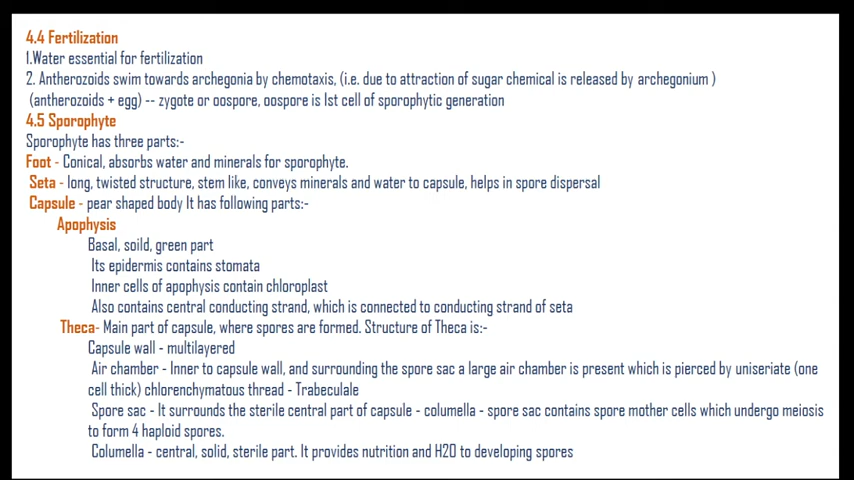 4.4 Fertilization
1.Water essential for fertilization
2. Antherozoids swim towards archegonia by chemotaxis, (i.e. due to attraction of sugar chemical is released by archegonium )
(antherozoids + egg) -- zygote or oospore, oospore is Ist cell of sporophytic generation
4.5 Sporophyte
Sporophyte has three parts:-
Foot - Conical, absorbs water and minerals for sporophyte.
Seta - long, twisted structure, stem like, conveys minerals and water to capsule, helps in spore dispersal
Capsule - pear shaped body It has following parts:-
Apophysis
Basal, soild, green part
Its epidermis contains stomata
Inner cells of apophysis contain chloroplast
Also contains central conducting strand, which is connected to conducting strand of seta
Theca- Main part of capsule, where spores are formed. Structure of Theca is:-
Capsule wall - multilayered
Air chamber - Inner to capsule wall, and surrounding the spore sac a large air chamber is present which is pierced by uniseriate (one
cell thick) chlorenchymatous thread - Trabeculale
Spore sac - It surrounds the sterile central part of capsule - columella - spore sac contains spore mother cells which undergo meiosis
to form 4 haploid spores.
Columella - central, solid, sterile part. It provides nutrition and H2O to developing spores